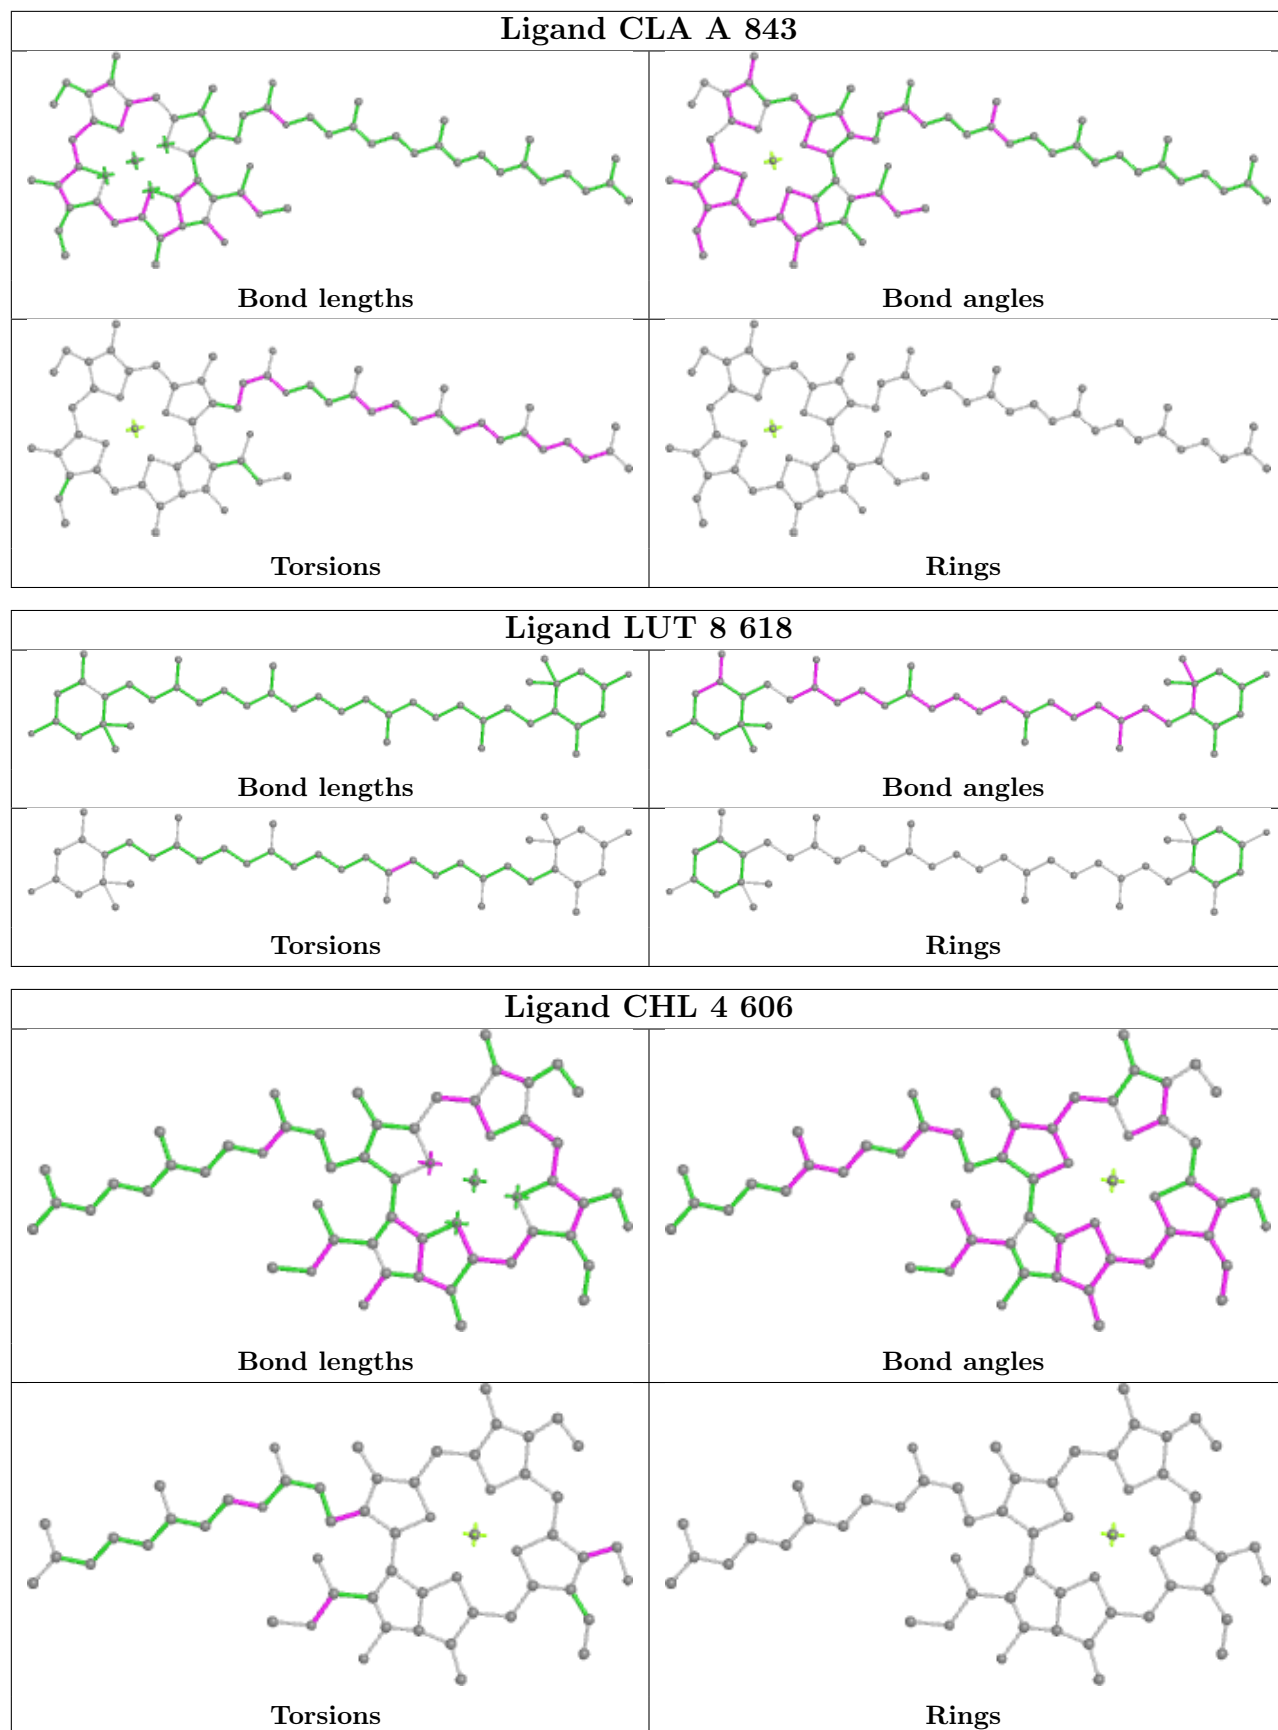 Ligand CLA A 843
Bond lengths
Bond angles
Torsions
Rings
Ligand LUT 8 618
Bond lengths
Bond angles
Torsions
Rings
Ligand CHL 4 606
Bond lengths
Bond angles
Torsions
Rings